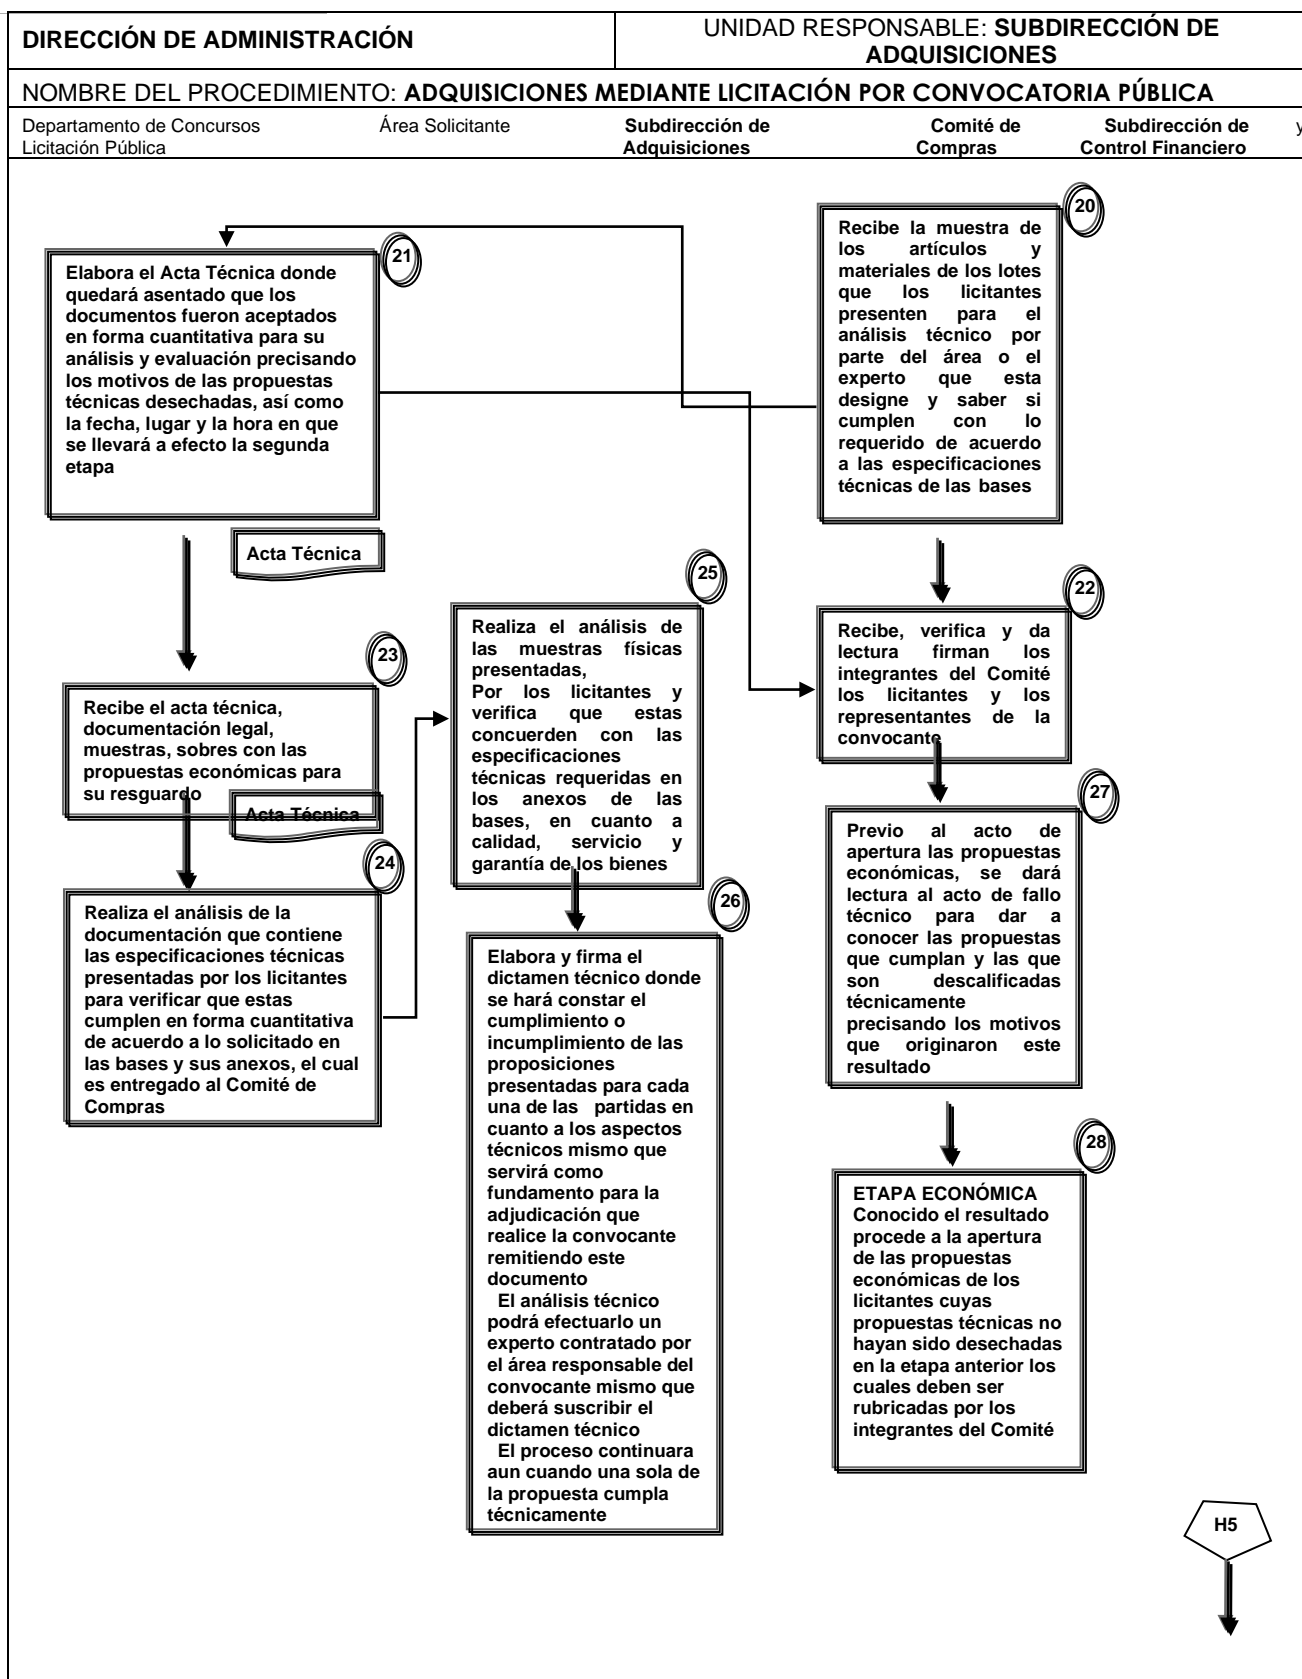 DIRECCIÓN DE ADMINISTRACIÓN
UNIDAD RESPONSABLE: SUBDIRECCIÓN DE
ADQUISICIONES
NOMBRE DEL PROCEDIMIENTO: ADQUISICIONES MEDIANTE LICITACIÓN POR CONVOCATORIA PÚBLICA
Departamento de Concursos Área Solicitante Subdirección de Comité de Subdirección de y
Licitación Pública Adquisiciones Compras Control Financiero
20
Recibe la muestra de
los artículos y
materiales de los lotes
que los licitantes
presenten para el
análisis técnico por
parte del área o el
experto que esta
designe y saber si
cumplen con lo
requerido de acuerdo
a las especificaciones
técnicas de las bases
21
Elabora el Acta Técnica donde
quedará asentado que los
documentos fueron aceptados
en forma cuantitativa para su
análisis y evaluación precisando
los motivos de las propuestas
técnicas desechadas, así como
la fecha, lugar y la hora en que
se llevará a efecto la segunda
etapa
Acta Técnica
22
Recibe, verifica y da
lectura firman los
integrantes del Comité
los licitantes y los
representantes de la
convocante
23
Recibe el acta técnica,
documentación legal,
muestras, sobres con las
propuestas económicas para
su resguardo
Acta Técnica
24
Realiza el análisis de la
documentación que contiene
las especificaciones técnicas
presentadas por los licitantes
para verificar que estas
cumplen en forma cuantitativa
de acuerdo a lo solicitado en
las bases y sus anexos, el cual
es entregado al Comité de
Compras
25
Realiza el análisis de
las muestras físicas
presentadas,
Por los licitantes y
verifica que estas
concuerden con las
especificaciones
técnicas requeridas en
los anexos de las
bases, en cuanto a
calidad, servicio y
garantía de los bienes
26
Elabora y firma el
dictamen técnico donde
se hará constar el
cumplimiento o
incumplimiento de las
proposiciones
presentadas para cada
una de las partidas en
cuanto a los aspectos
técnicos mismo que
servirá como
fundamento para la
adjudicación que
realice la convocante
remitiendo este
documento
El análisis técnico
podrá efectuarlo un
experto contratado por
el área responsable del
convocante mismo que
deberá suscribir el
dictamen técnico
El proceso continuara
aun cuando una sola de
la propuesta cumpla
técnicamente
27
Previo al acto de
apertura las propuestas
económicas, se dará
lectura al acto de fallo
técnico para dar a
conocer las propuestas
que cumplan y las que
son descalificadas
técnicamente
precisando los motivos
que originaron este
resultado
28
ETAPA ECONÓMICA
Conocido el resultado
procede a la apertura
de las propuestas
económicas de los
licitantes cuyas
propuestas técnicas no
hayan sido desechadas
en la etapa anterior los
cuales deben ser
rubricadas por los
integrantes del Comité
H5